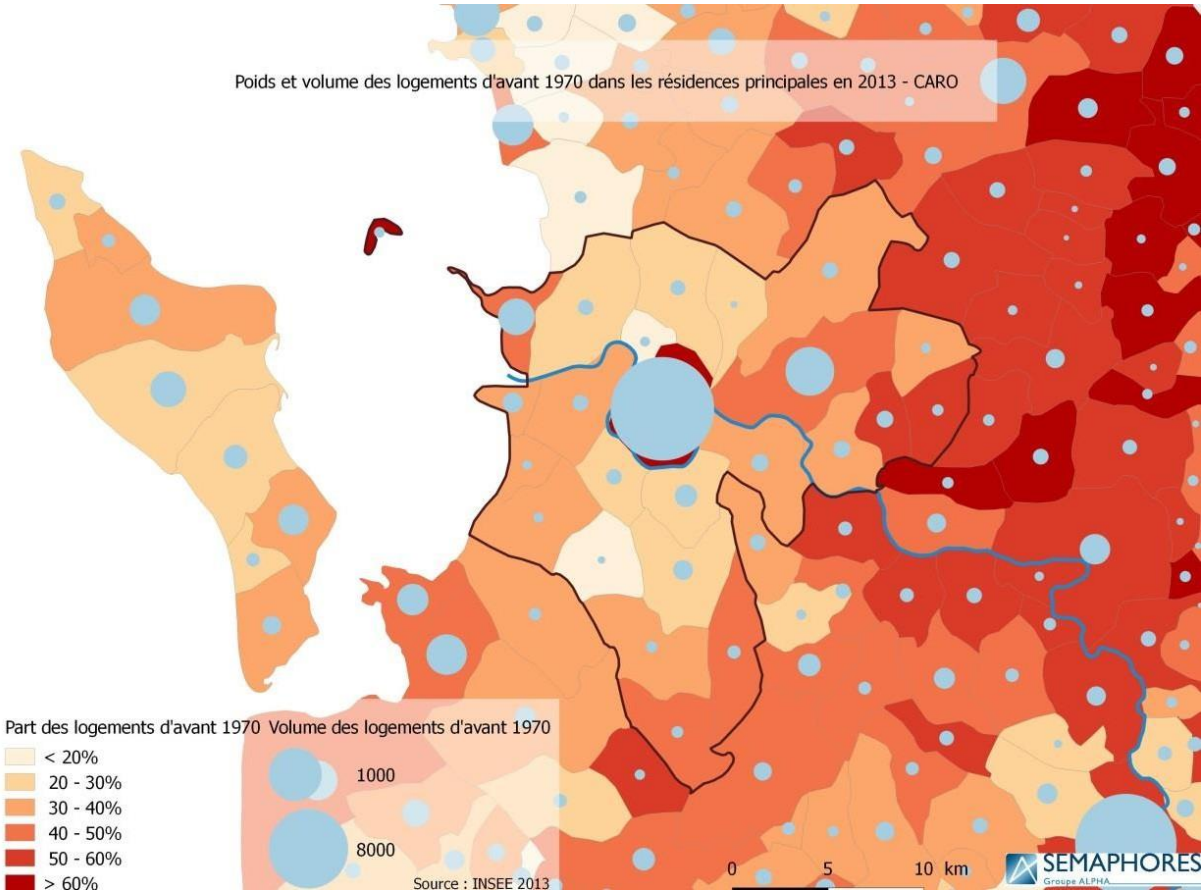 Poids et volume des logements d'avant 1970 dans les résidences principales en 2013 - CARO
Part des logements d'avant 1970
< 20%
20 - 30%
30 - 40%
40 - 50%
50 - 60%
> 60%
Volume des logements d'avant 1970
1000
8000
Source : INSEE 2013
0 5 10 km
SEMAPHORES
Groupe ALPHA